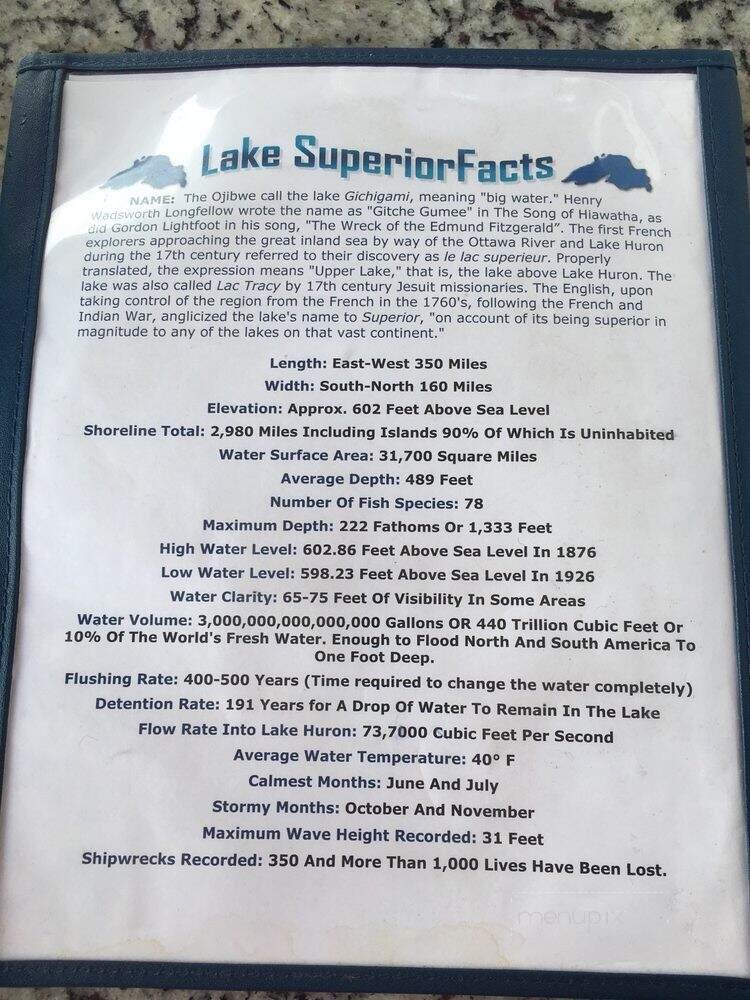 Lake SuperiorFacts
NAME: The Ojibwe call the lake Gichigami, meaning "big water." Henry
Wadsworth Longfellow wrote the name as "Gitche Gumee" in The Song of Hiawatha, as
did Gordon Lightfoot in his song, "The Wreck of the Edmund Fitzgerald". The first French
explorers approaching the great inland sea by way of the Ottawa River and Lake Huron
during the 17th century referred to their discovery as le lac superieur. Properly
translated, the expression means "Upper Lake," that is, the lake above Lake Huron. The
lake was also called Lac Tracy by 17th century Jesuit missionaries. The English, upon
taking control of the region from the French in the 1760's, following the French and
Indian War, anglicized the lake's name to Superior, "on account of its being superior in
magnitude to any of the lakes on that vast continent."
Length: East-West 350 Miles
Width: South-North 160 Miles
Elevation: Approx. 602 Feet Above Sea Level
Shoreline Total: 2,980 Miles Including Islands 90% Of Which Is Uninhabited
Water Surface Area: 31,700 Square Miles
Average Depth: 489 Feet
Number Of Fish Species: 78
Maximum Depth: 222 Fathoms Or 1,333 Feet
High Water Level: 602.86 Feet Above Sea Level In 1876
Low Water Level: 598.23 Feet Above Sea Level In 1926
Water Clarity: 65-75 Feet Of Visibility In Some Areas
Water Volume: 3,000,000,000,000,000 Gallons OR 440 Trillion Cubic Feet Or
10% Of The World's Fresh Water. Enough to Flood North And South America To
One Foot Deep.
Flushing Rate: 400-500 Years (Time required to change the water completely)
Detention Rate: 191 Years for A Drop Of Water To Remain In The Lake
Flow Rate Into Lake Huron: 73,7000 Cubic Feet Per Second
Average Water Temperature: 40° F
Calmest Months: June And July
Stormy Months: October And November
Maximum Wave Height Recorded: 31 Feet
Shipwrecks Recorded: 350 And More Than 1,000 Lives Have Been Lost.
menupix